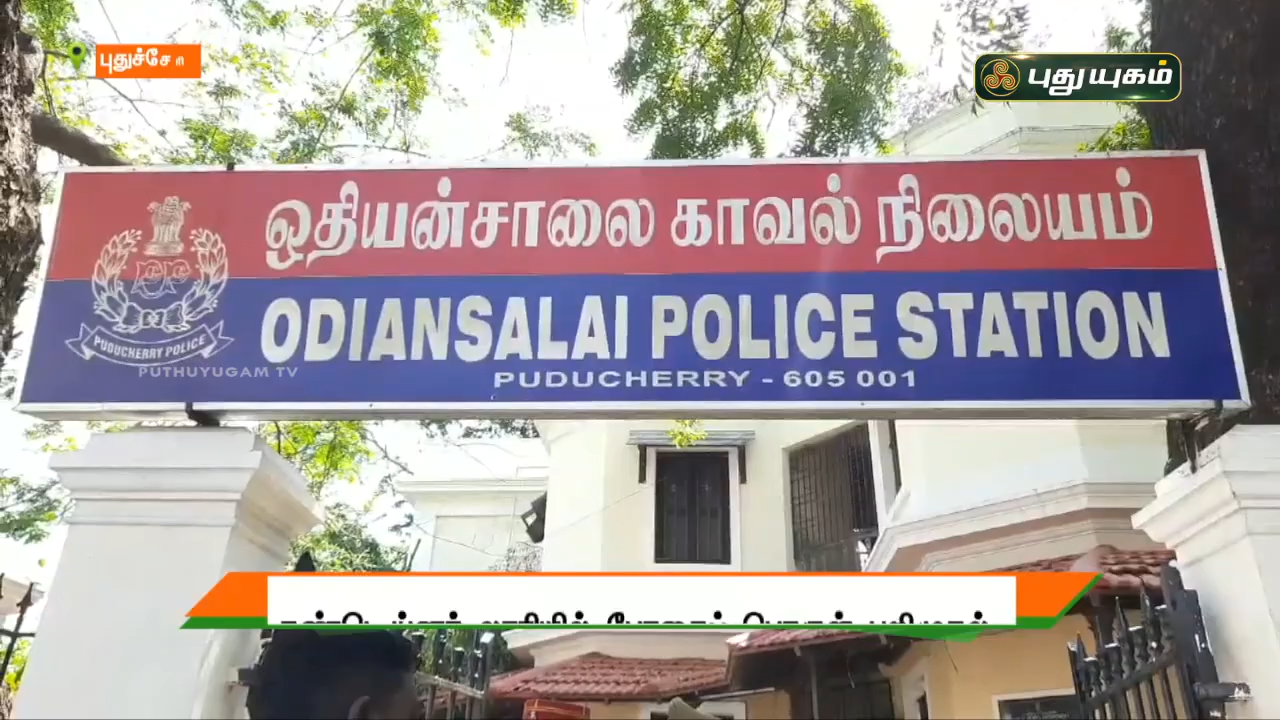 புதுச்சே
புதுயுகம்
ஒதியன்சாலை காவல் நிலையம்
ODIANSALAI POLICE STATION
PUDUCHERRY - 605 001
PUDUCHERRY POLICE
PUTHUYUGAM TV